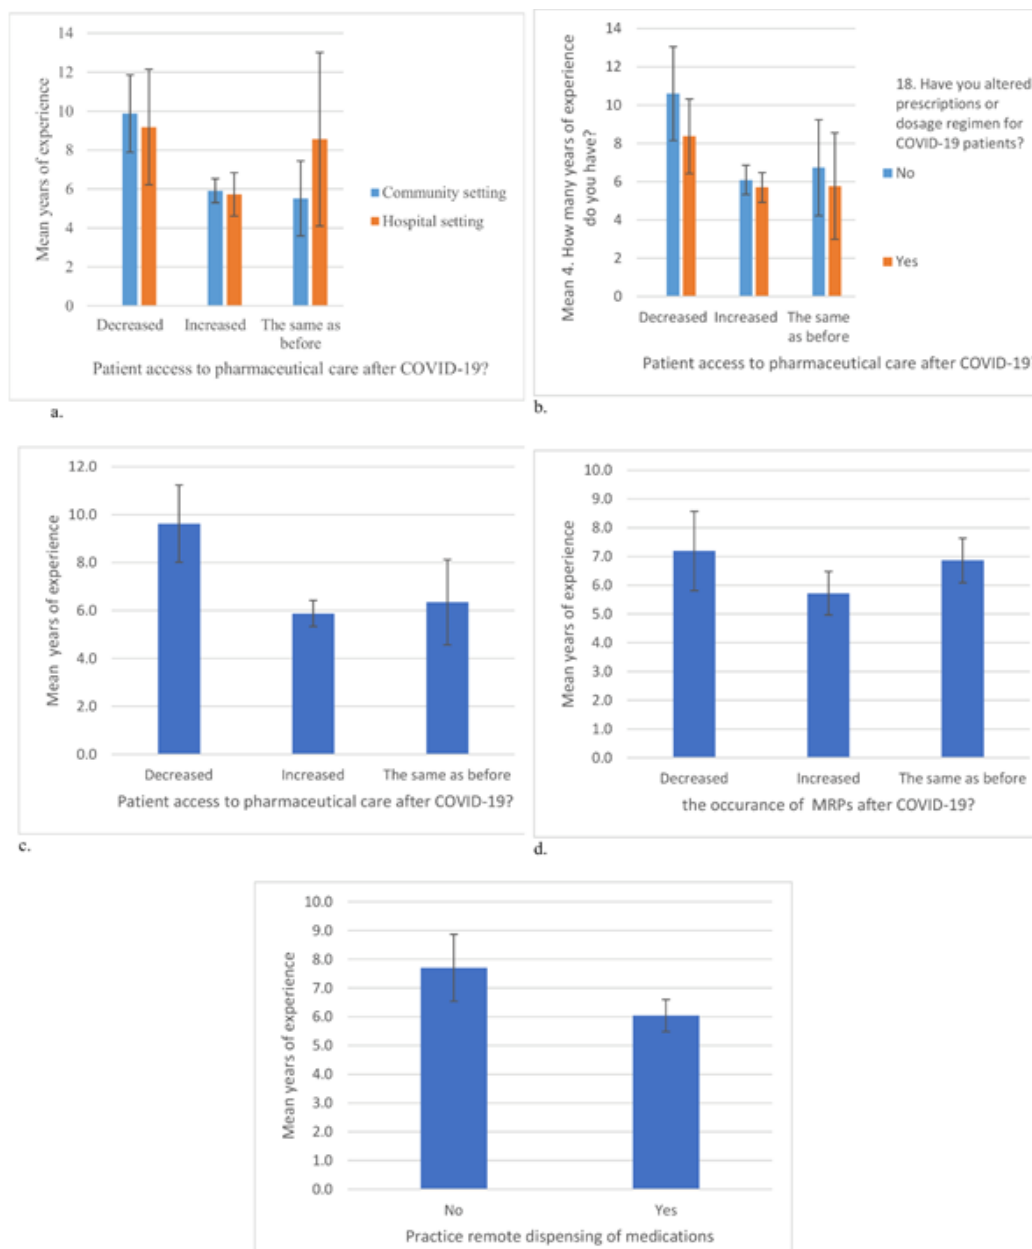 14
12
10
8
6
4
2
0
Mean years of experience
Decreased
Increased
The same as
before
Patient access to pharmaceutical care after COVID-19?
Community setting
Hospital setting
a.
14
12
10
8
6
4
2
0
Mean 4. How many years of experience
do you have?
Decreased
Increased
The same
as before
Patient access to pharmaceutical care after COVID-19?
18. Have you altered
prescriptions or
dosage regimen for
COVID-19 patients?
No
Yes
b.
12.0
10.0
8.0
6.0
4.0
2.0
0.0
Mean years of experience
Decreased
Increased
The same as before
Patient access to pharmaceutical care after COVID-19?
c.
10.0
9.0
8.0
7.0
6.0
5.0
4.0
3.0
2.0
1.0
0.0
Mean years of experience
Decreased
Increased
The same as before
the occurance of MRPs after COVID-19?
d.
10.0
9.0
8.0
7.0
6.0
5.0
4.0
3.0
2.0
1.0
0.0
Mean years of experience
No
Yes
Practice remote dispensing of medications